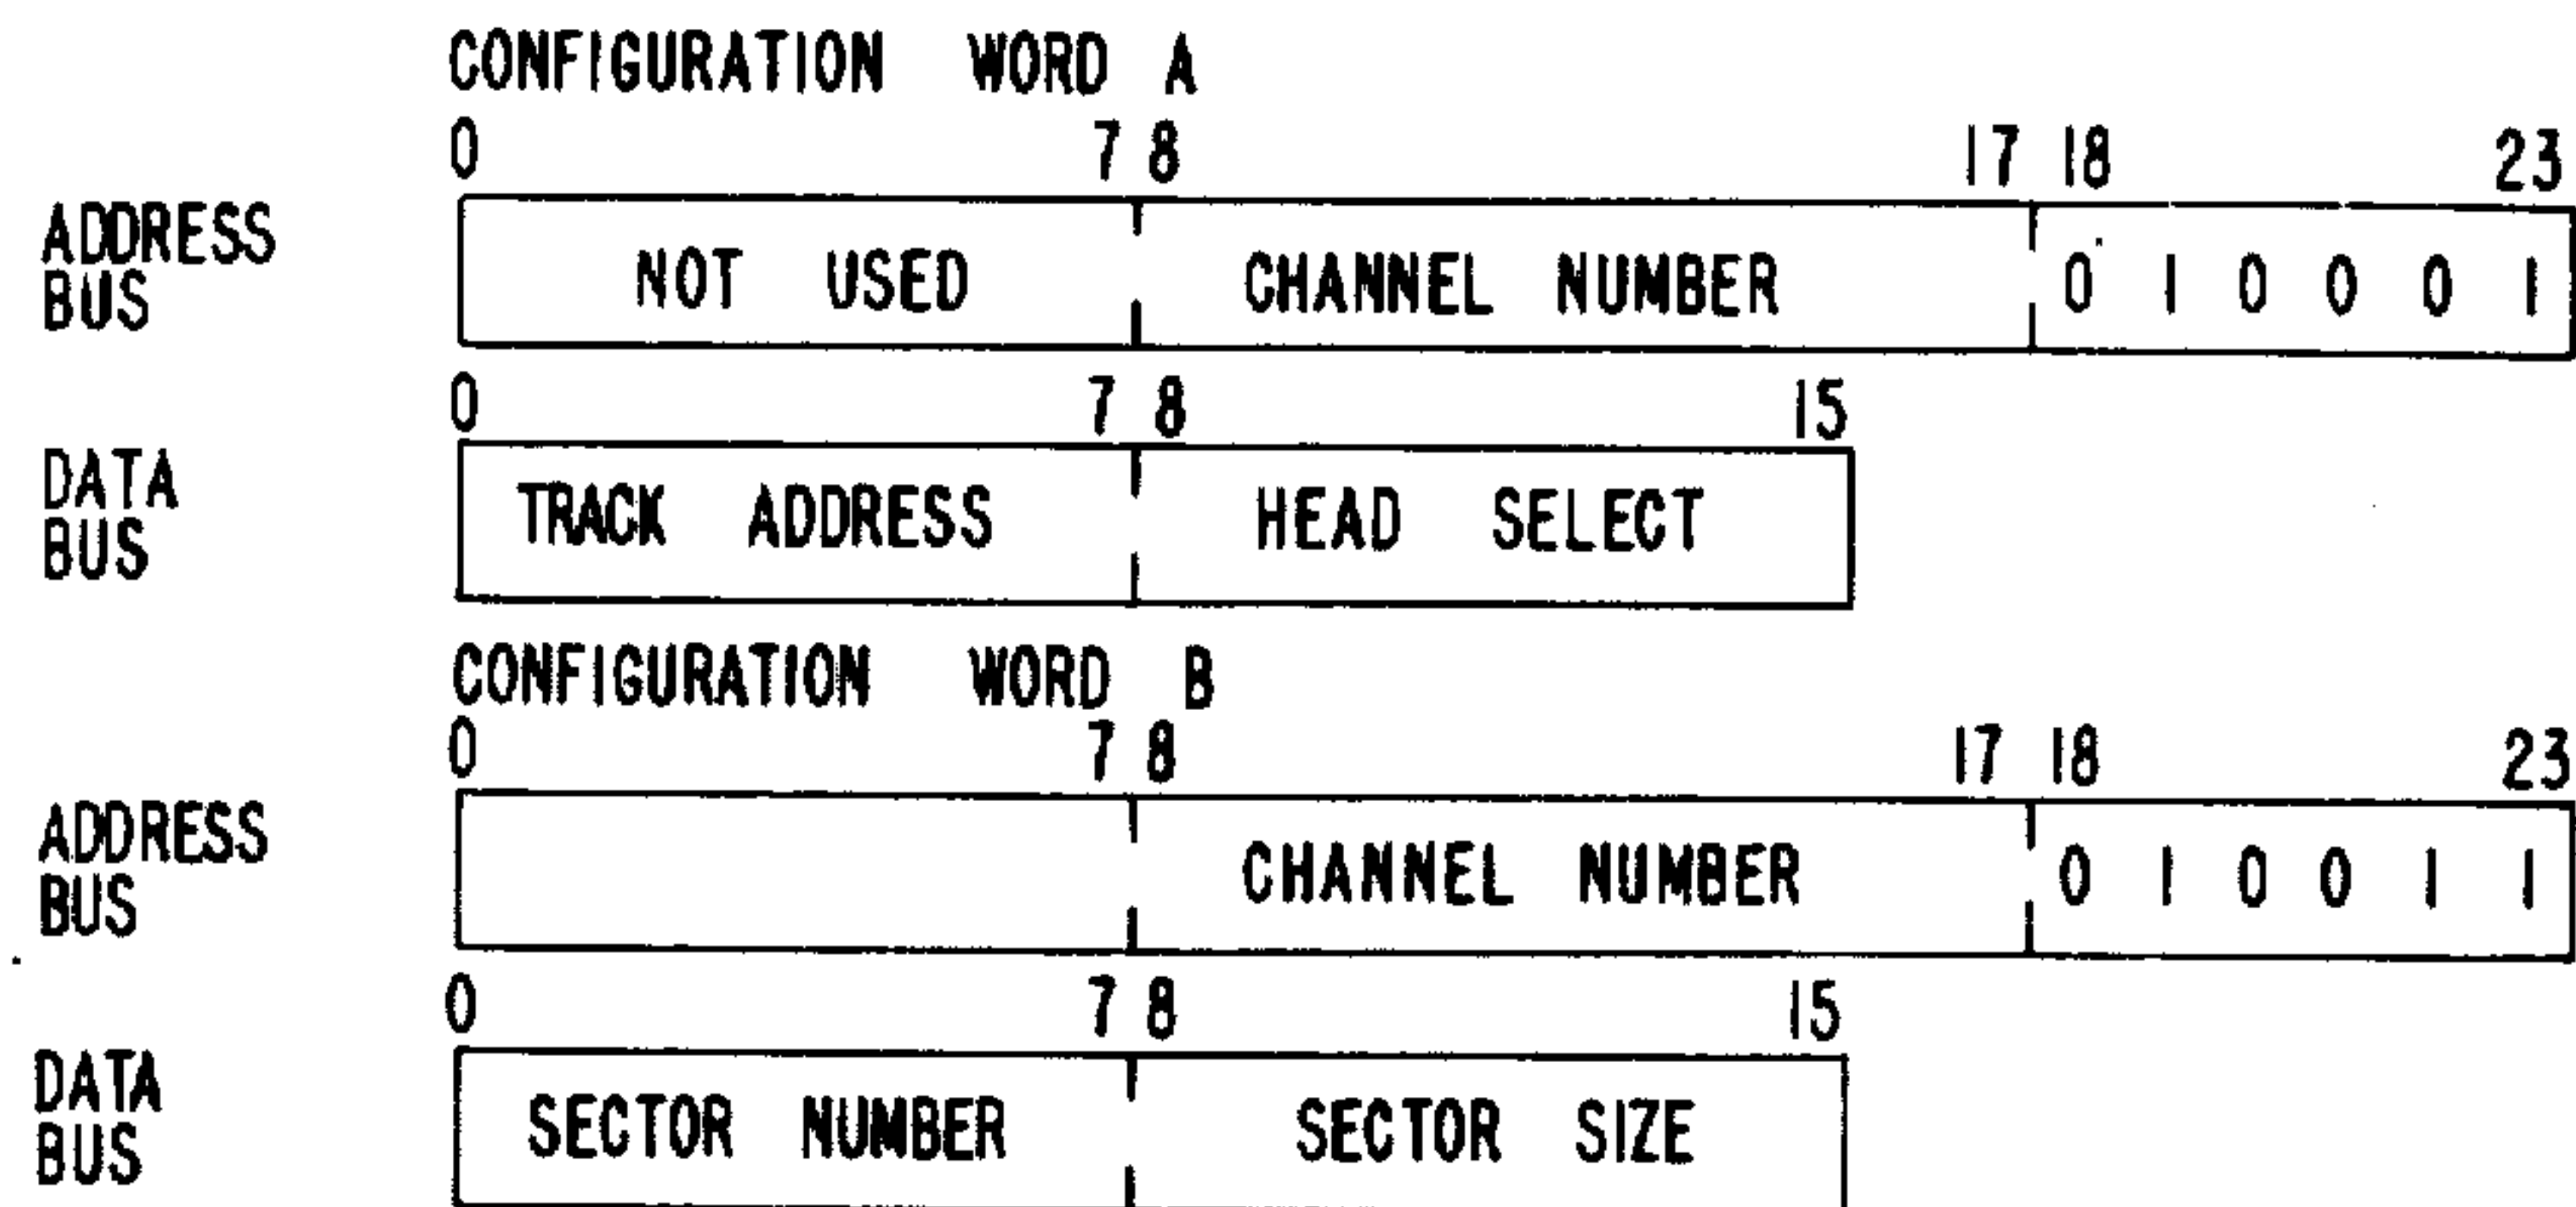 CONFIGURATION WORD A
0 7 8 17 18 23
ADDRESS BUS
NOT USED CHANNEL NUMBER 0 1 0 0 0 1
0 7 8 15
DATA BUS
TRACK ADDRESS HEAD SELECT
CONFIGURATION WORD B
0 7 8 17 18 23
ADDRESS BUS
CHANNEL NUMBER 0 1 0 0 1 1
0 7 8 15
DATA BUS
SECTOR NUMBER SECTOR SIZE